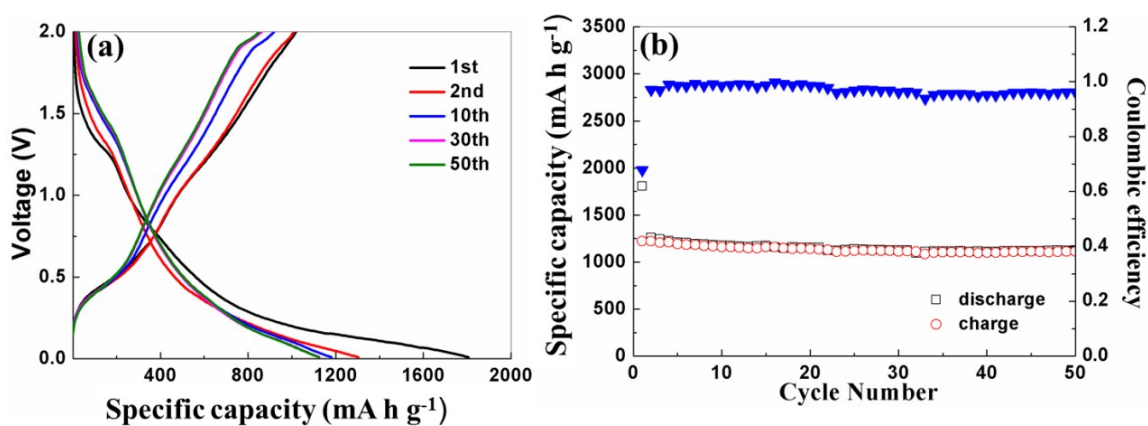 (a)
Voltage (V)
2.0
1.5
1.0
0.5
0.0
1st
2nd
10th
30th
50th
400 800 1200 1600 2000
Specific capacity (mA h g-1)
(b)
Specific capacity (mA h g-1)
3500
3000
2500
2000
1500
1250
1000
500
0
discharge
charge
0 10 20 30 40 50
Cycle Number
1.2
1.0
0.8
0.6
0.4
0.2
0.0
Coulombic efficiency